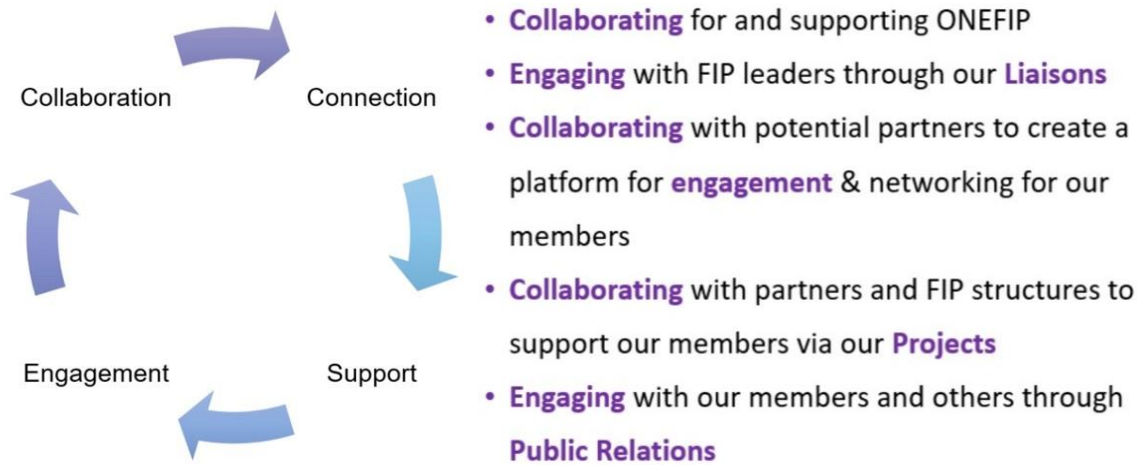 Collaboration
Connection
Engagement
Support
• Collaborating for and supporting ONEFIP
• Engaging with FIP leaders through our Liaisons
• Collaborating with potential partners to create a
platform for engagement & networking for our
members
• Collaborating with partners and FIP structures to
support our members via our Projects
• Engaging with our members and others through
Public Relations